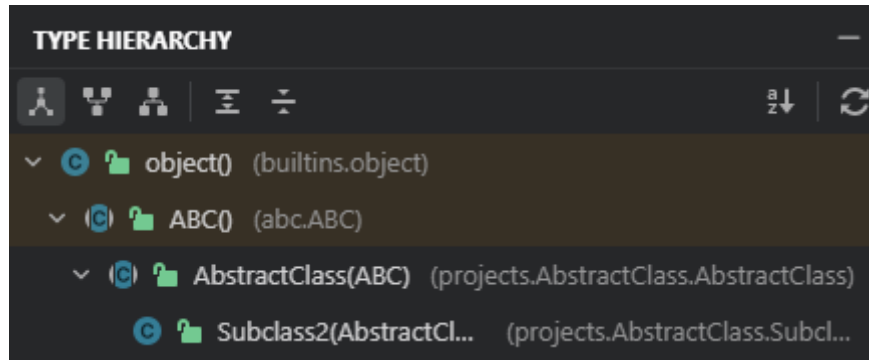 TYPE HIERARCHY
object() (builtins.object)
ABC() (abc.ABC)
AbstractClass(ABC) (projects.AbstractClass.AbstractClass)
Subclass2(AbstractCl... (projects.AbstractClass.Subcl...